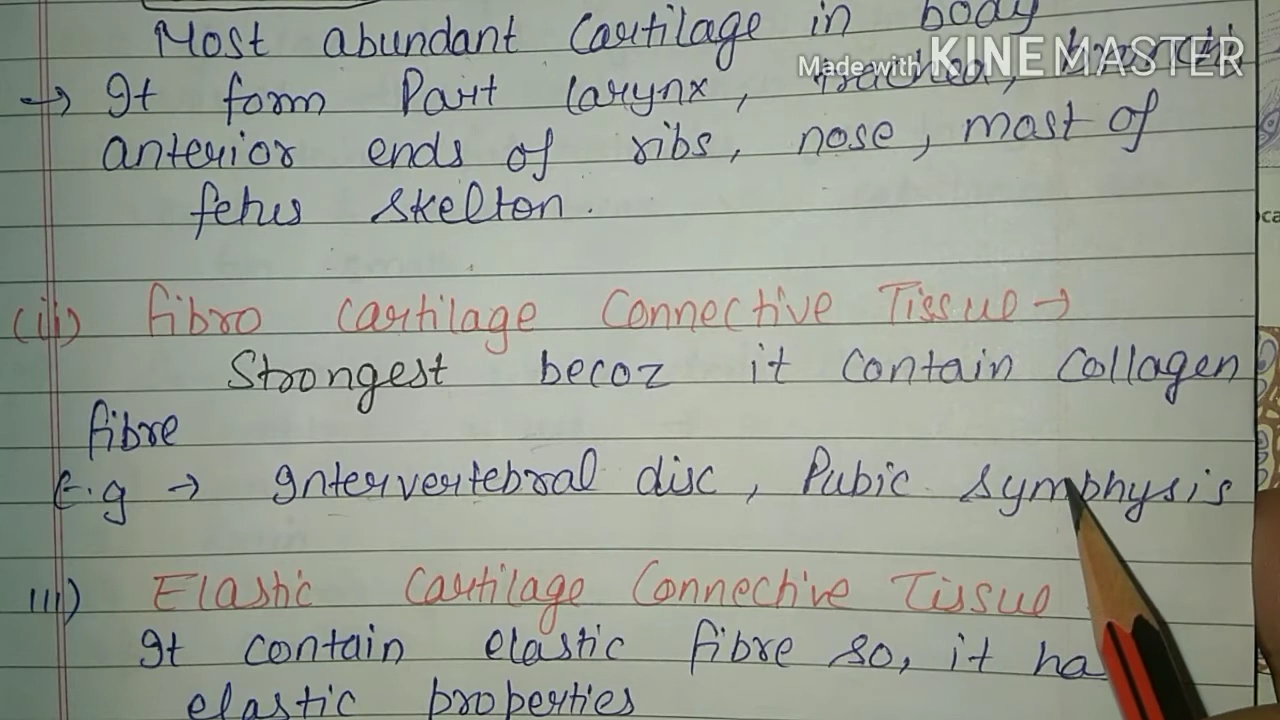 Most abundant Cartilage in body
Made with KINEMASTER
→ It form Part larynx, trachea, bronchi
anterior ends of ribs, nose, most of
fetus skelton.
(ii) Fibro Cartilage Connective Tissue →
Strongest becoz it contain Collagen
fibre
E.g → Intervertebral disc, Pubic Symphysis
III) Elastic Cartilage Connective Tissue
It contain elastic fibre so, it ha
elastic properties